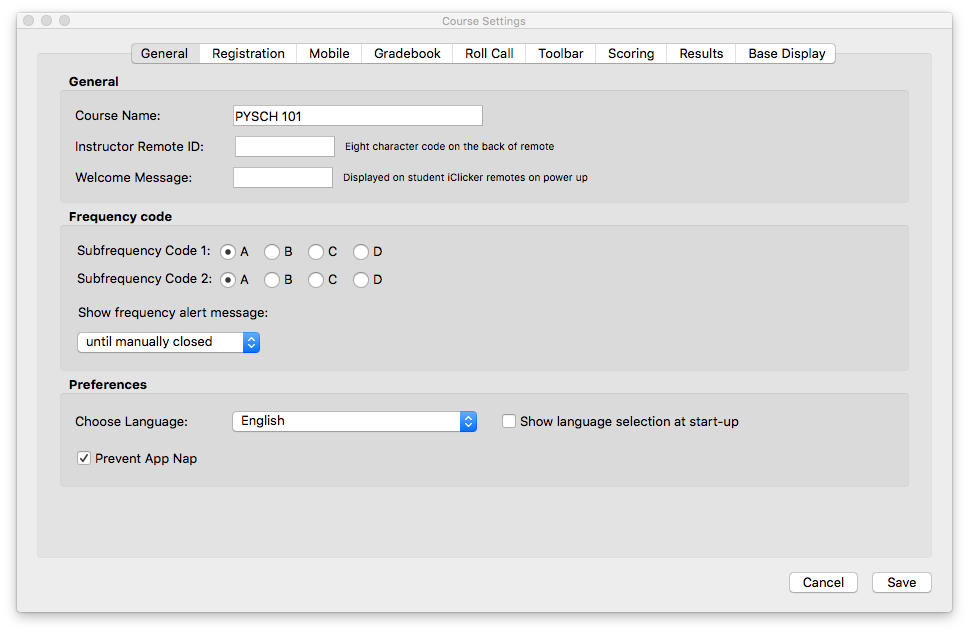 Course Settings
General Registration Mobile Gradebook Roll Call Toolbar Scoring Results Base Display
General
Course Name: PYSCH 101
Instructor Remote ID: Eight character code on the back of remote
Welcome Message: Displayed on student iClicker remotes on power up
Frequency code
Subfrequency Code 1: A B C D
Subfrequency Code 2: A B C D
Show frequency alert message:
until manually closed
Preferences
Choose Language: English Show language selection at start-up
Prevent App Nap
Cancel Save